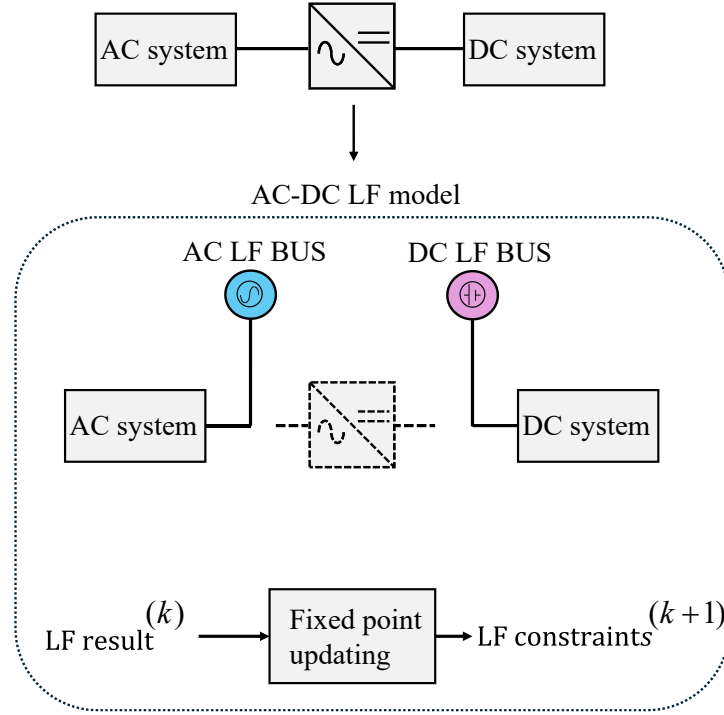 AC system
DC system
AC-DC LF model
AC LF BUS
DC LF BUS
AC system
DC system
LF result(k)
Fixed point
updating
LF constraints(k+1)